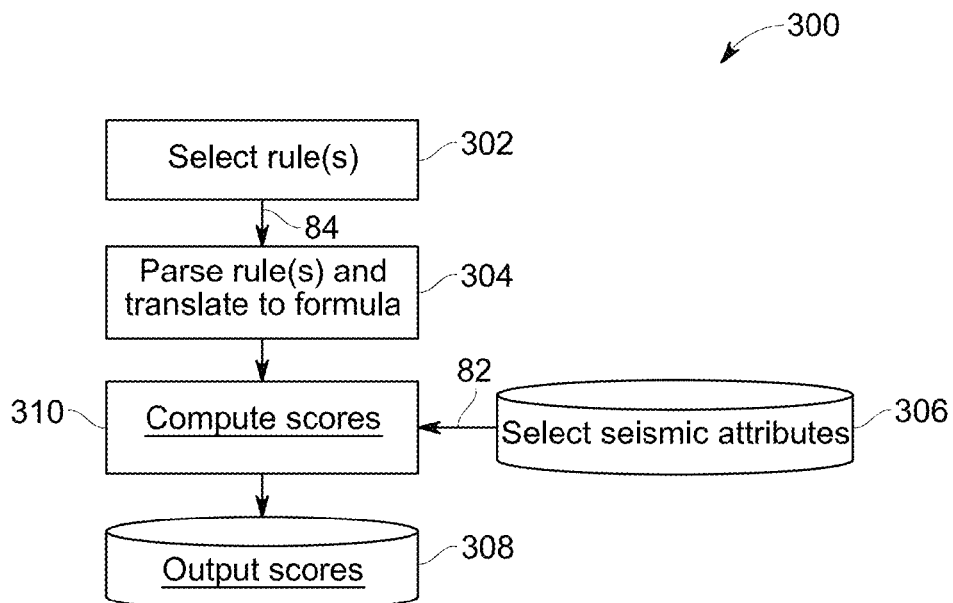 300
Select rule(s)
302
84
Parse rule(s) and
translate to formula
304
310
Compute scores
82
Select seismic attributes
306
Output scores
308